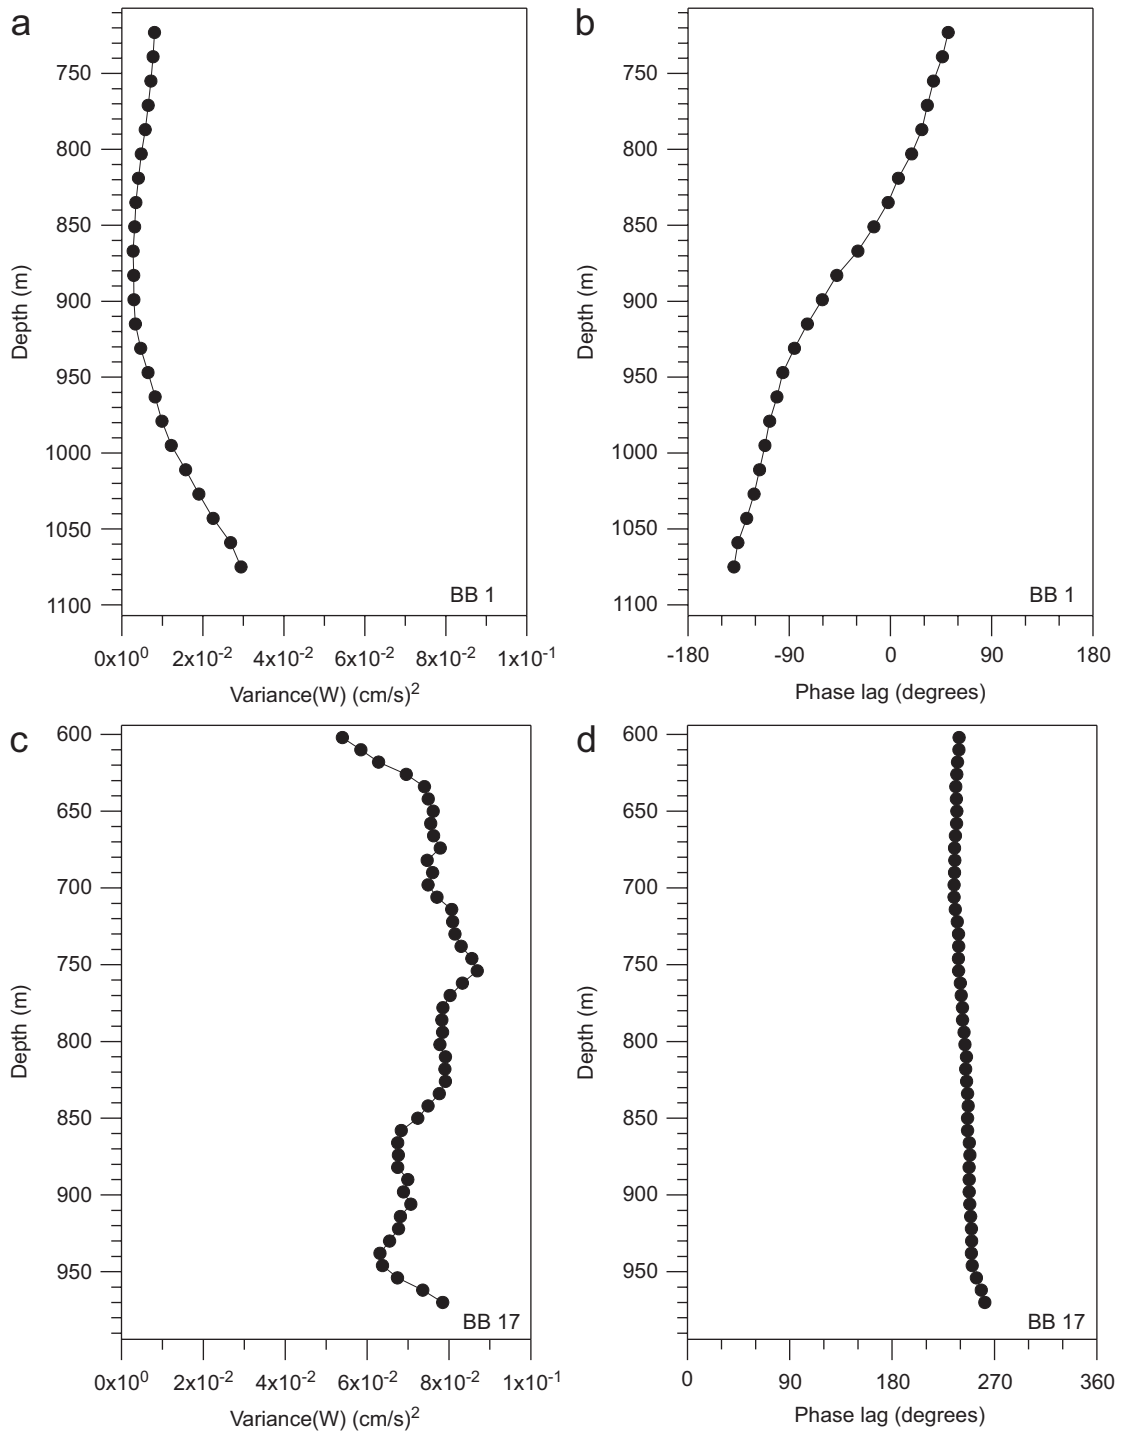 a
750
800
850
900
950
1000
1050
1100
Depth (m)
BB 1
0x10⁰ 2x10⁻² 4x10⁻² 6x10⁻² 8x10⁻² 1x10⁻¹
Variance(W) (cm/s)²
b
750
800
850
900
950
1000
1050
1100
Depth (m)
BB 1
-180 -90 0 90 180
Phase lag (degrees)
c
600
650
700
750
800
850
900
950
Depth (m)
BB 17
0x10⁰ 2x10⁻² 4x10⁻² 6x10⁻² 8x10⁻² 1x10⁻¹
Variance(W) (cm/s)²
d
600
650
700
750
800
850
900
950
Depth (m)
BB 17
0 90 180 270 360
Phase lag (degrees)